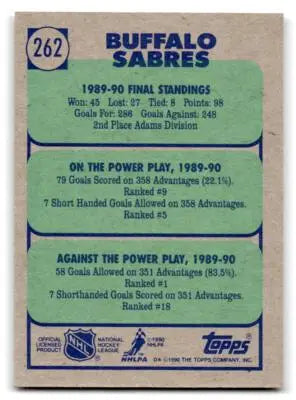 262
BUFFALO
SABRES
1989-90 FINAL STANDINGS
Won: 45 Lost: 27 Tied: 8 Points: 98
Goals For: 286 Goals Against: 248
2nd Place Adams Division
ON THE POWER PLAY, 1989-90
79 Goals Scored on 358 Advantages (22.1%).
Ranked #9
7 Short Handed Goals Allowed on 358 Advantages.
Ranked #5
AGAINST THE POWER PLAY, 1989-90
58 Goals Allowed on 351 Advantages (83.5%).
Ranked #1
7 Shorthanded Goals Scored on 351 Advantages.
Ranked #18
OFFICIAL
LICENSED
PRODUCT
NHL
NATIONAL
HOCKEY
LEAGUE
NHLPA
©1990
NHLPA
TOPPS
D* ©1990 THE TOPPS COMPANY, INC.